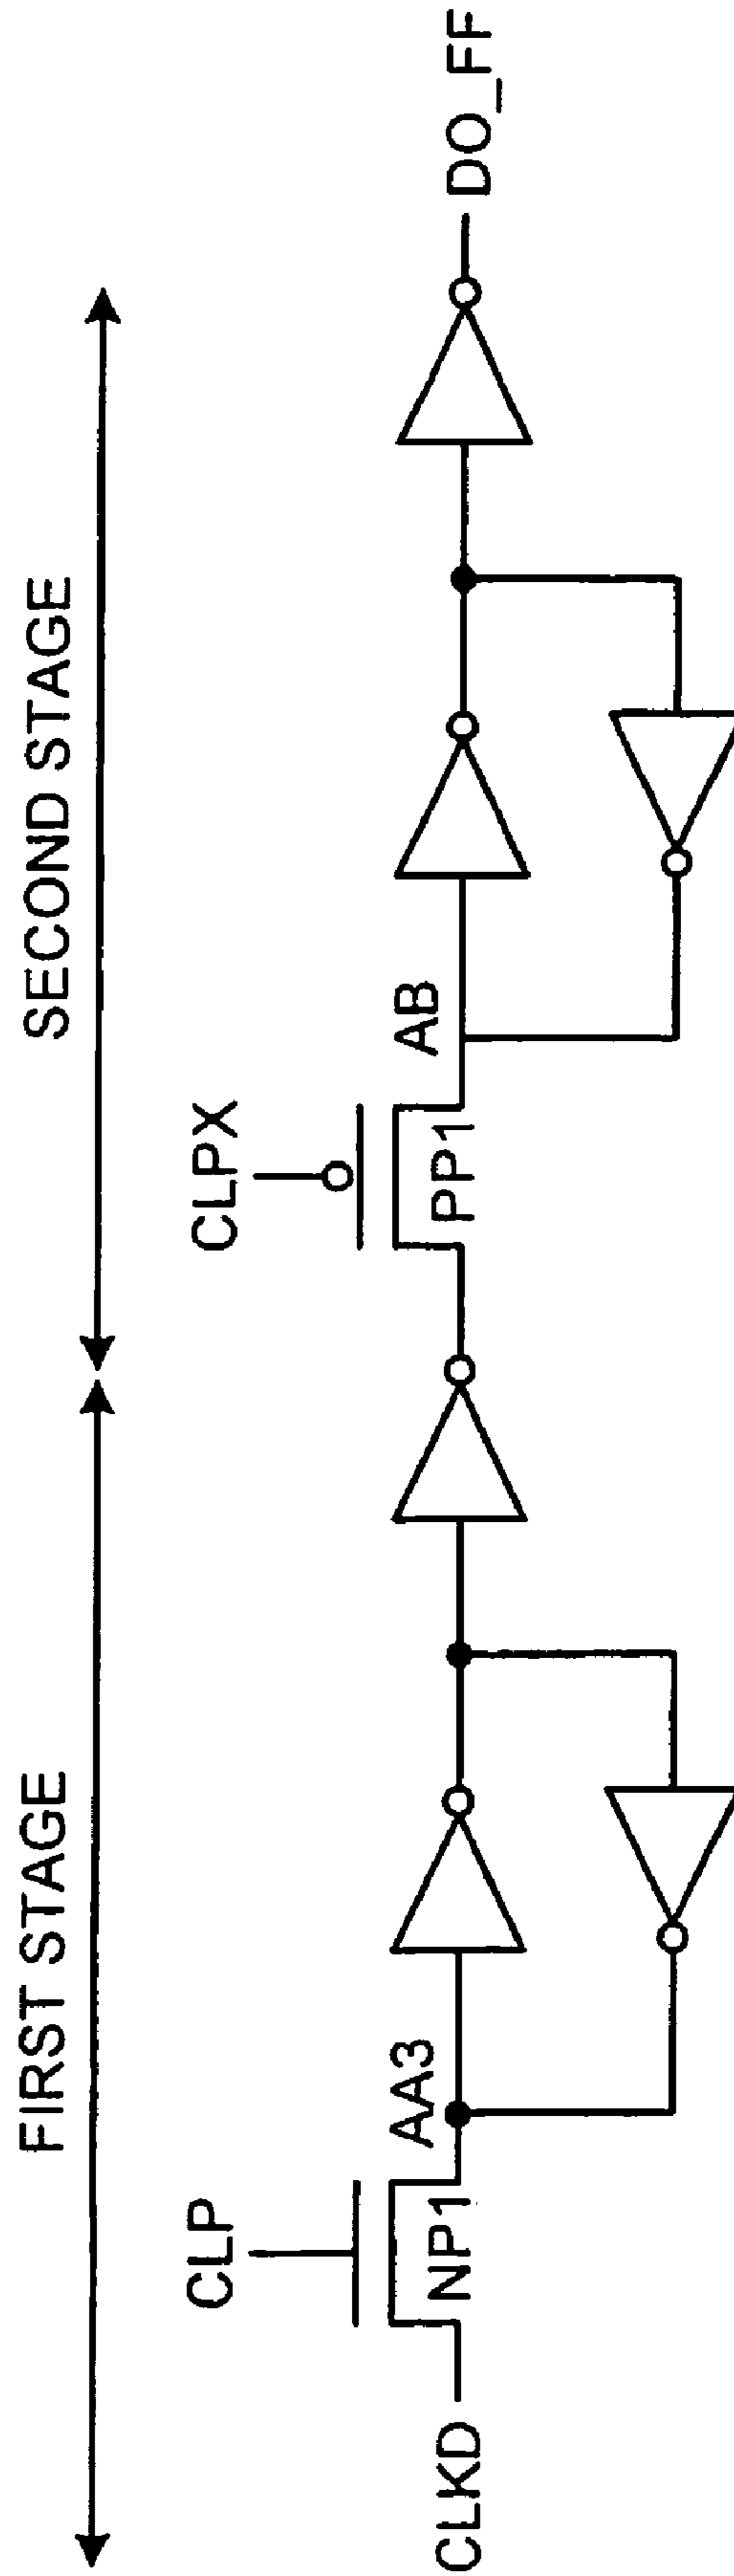 FIRST STAGE
SECOND STAGE
CLP
CLPX
CLKD
NP1
AA3
PP1
AB
DO_FF